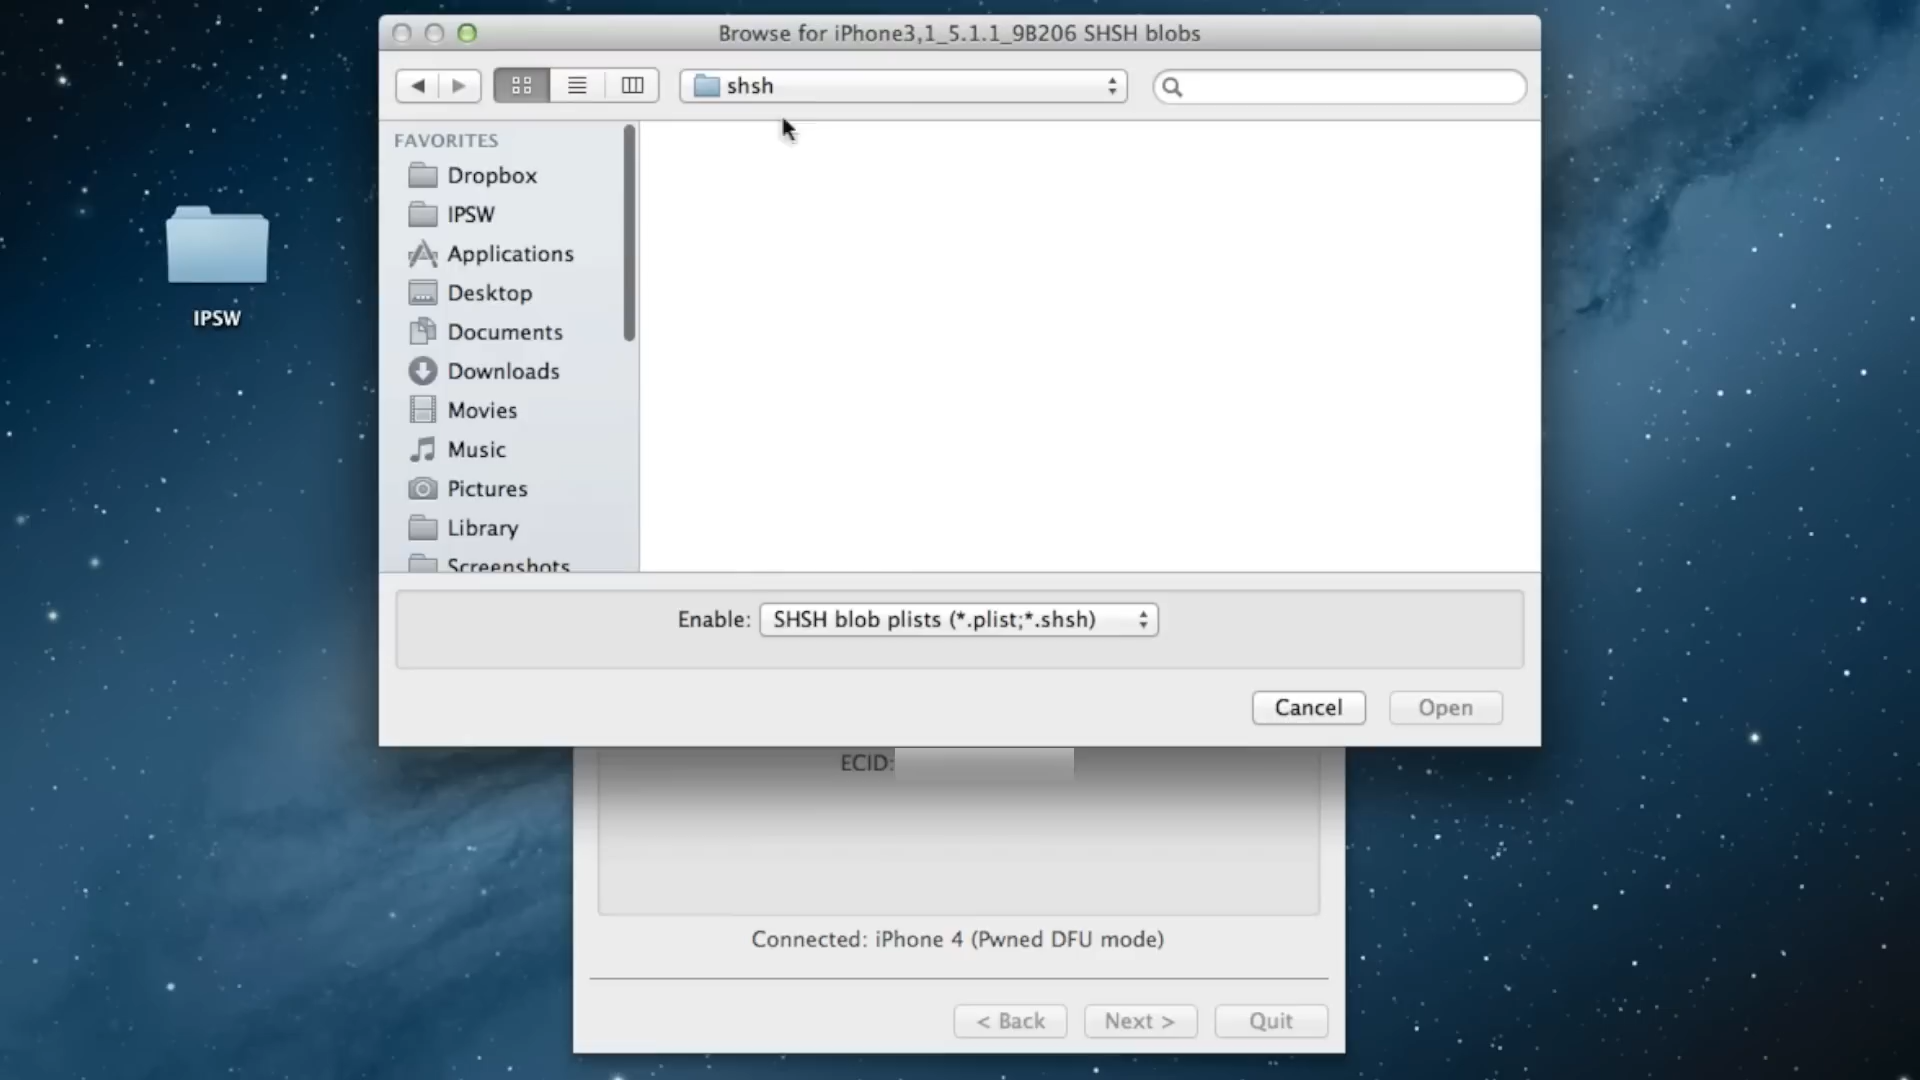 Browse for iPhone3,1_5.1.1_9B206 SHSH blobs
shsh
FAVORITES
Dropbox
IPSW
Applications
Desktop
Documents
Downloads
Movies
Music
Pictures
Library
Screenshots
IPSW
Enable: SHSH blob plists (*.plist;*.shsh)
Cancel Open
ECID:
Connected: iPhone 4 (Pwned DFU mode)
< Back Next > Quit